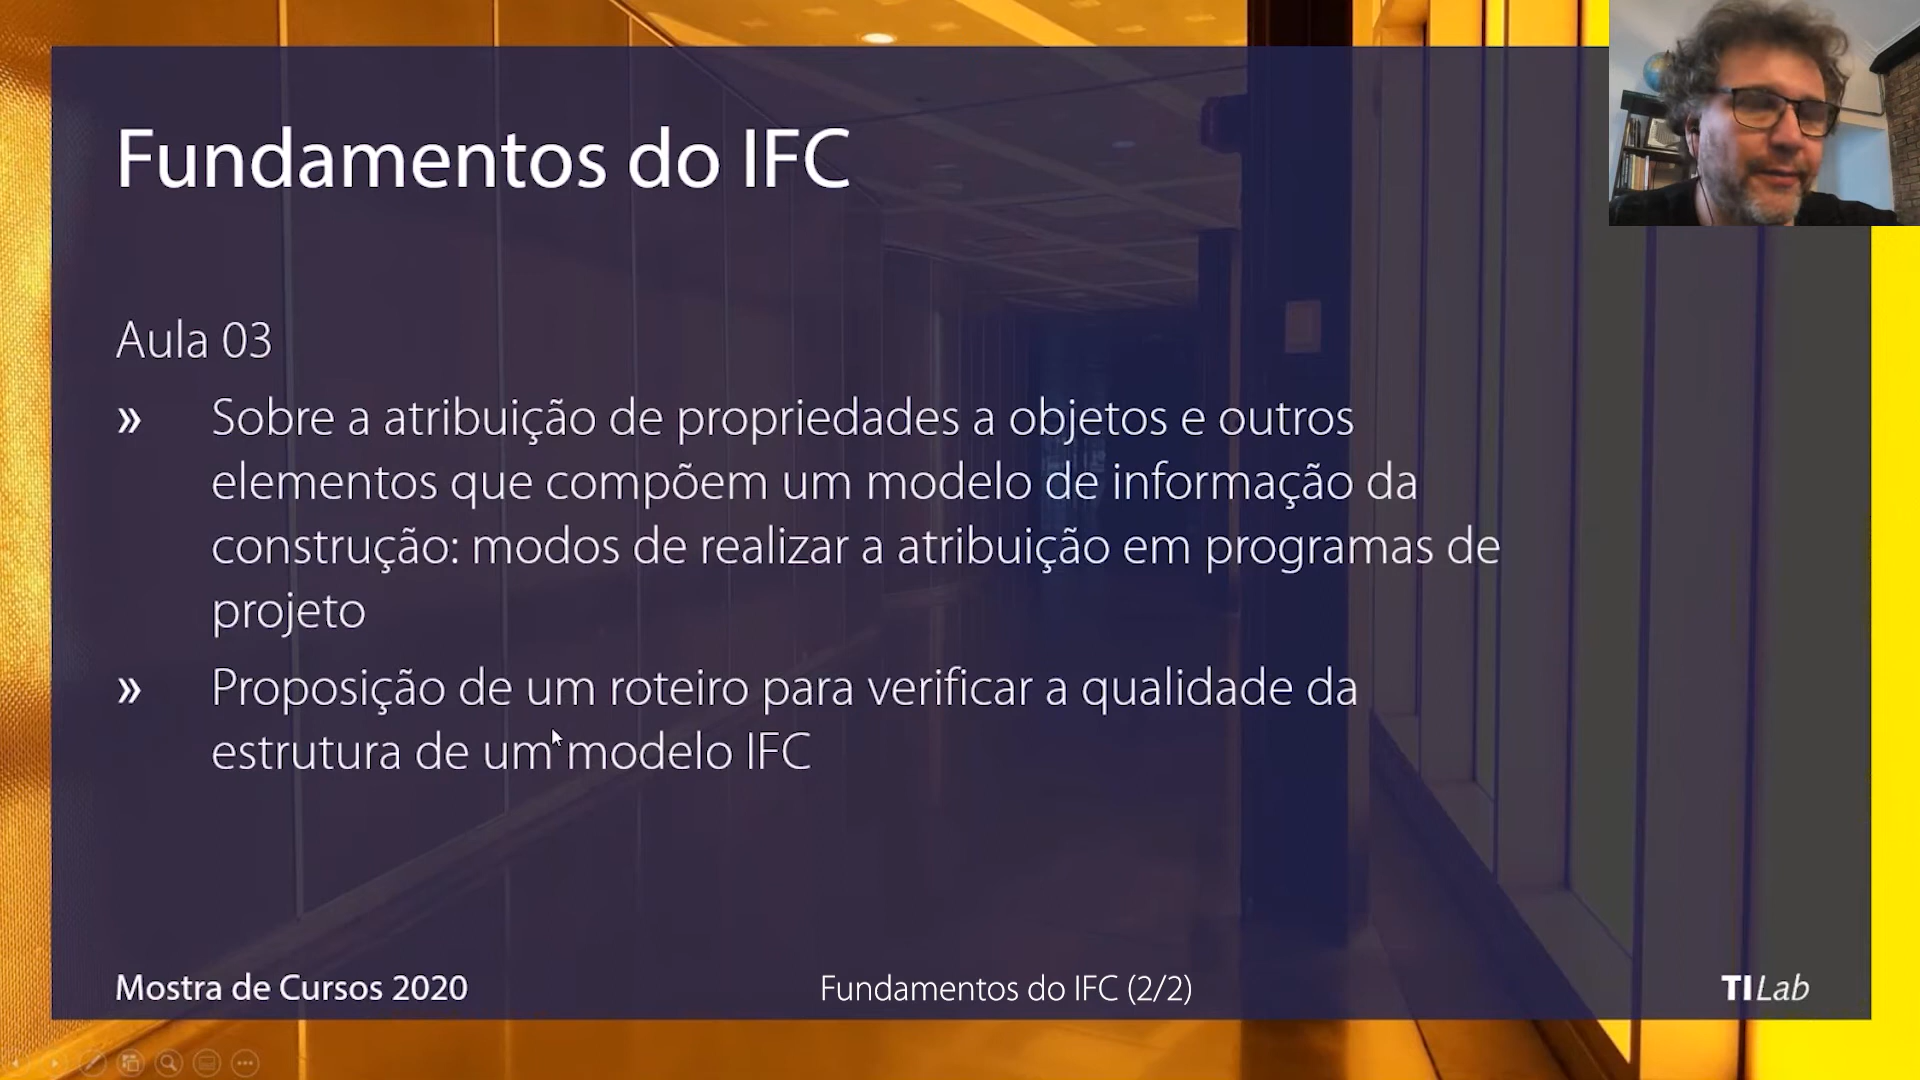 Fundamentos do IFC
Aula 03
» Sobre a atribuição de propriedades a objetos e outros
elementos que compõem um modelo de informação da
construção: modos de realizar a atribuição em programas de
projeto
» Proposição de um roteiro para verificar a qualidade da
estrutura de um modelo IFC
Mostra de Cursos 2020
Fundamentos do IFC (2/2)
TILab